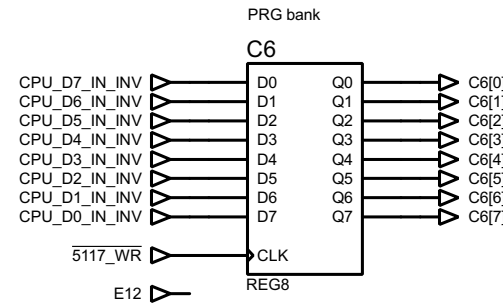 PRG bank
C6
CPU_D7_IN_INV D0 Q0 C6[0]
CPU_D6_IN_INV D1 Q1 C6[1]
CPU_D5_IN_INV D2 Q2 C6[2]
CPU_D4_IN_INV D3 Q3 C6[3]
CPU_D3_IN_INV D4 Q4 C6[4]
CPU_D2_IN_INV D5 Q5 C6[5]
CPU_D1_IN_INV D6 Q6 C6[6]
CPU_D0_IN_INV D7 Q7 C6[7]
5117_WR CLK
REG8
E12